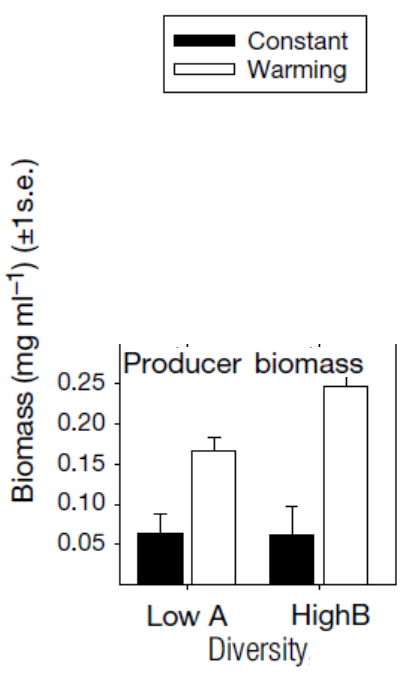 Constant
Warming
Biomass (mg ml⁻¹) (±1s.e.)
Producer biomass
0.25
0.20
0.15
0.10
0.05
Low A HighB
Diversity,